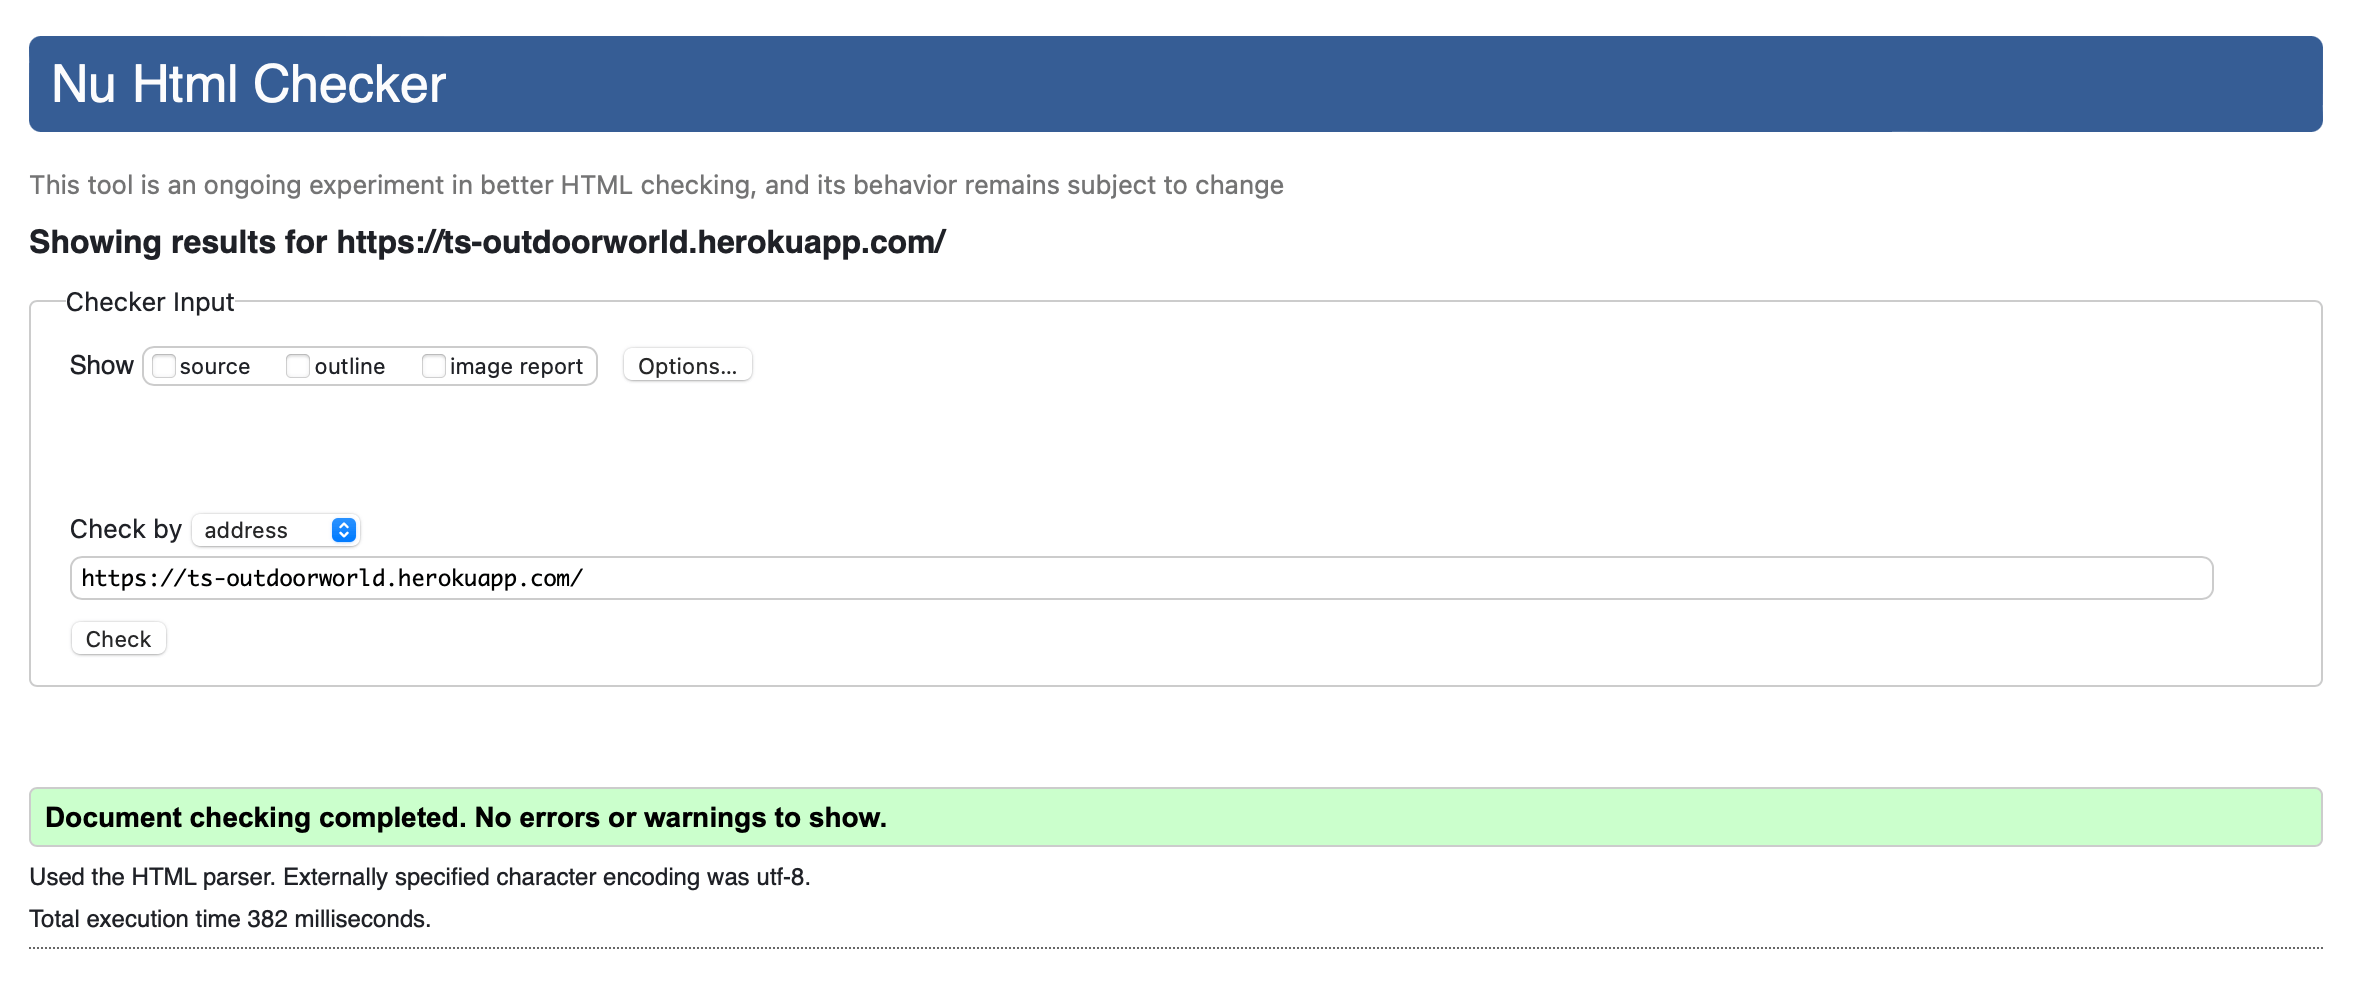 Nu Html Checker
This tool is an ongoing experiment in better HTML checking, and its behavior remains subject to change
Showing results for https://ts-outdoorworld.herokuapp.com/
Checker Input
Show source outline image report Options...
Check by address
https://ts-outdoorworld.herokuapp.com/
Check
Document checking completed. No errors or warnings to show.
Used the HTML parser. Externally specified character encoding was utf-8.
Total execution time 382 milliseconds.